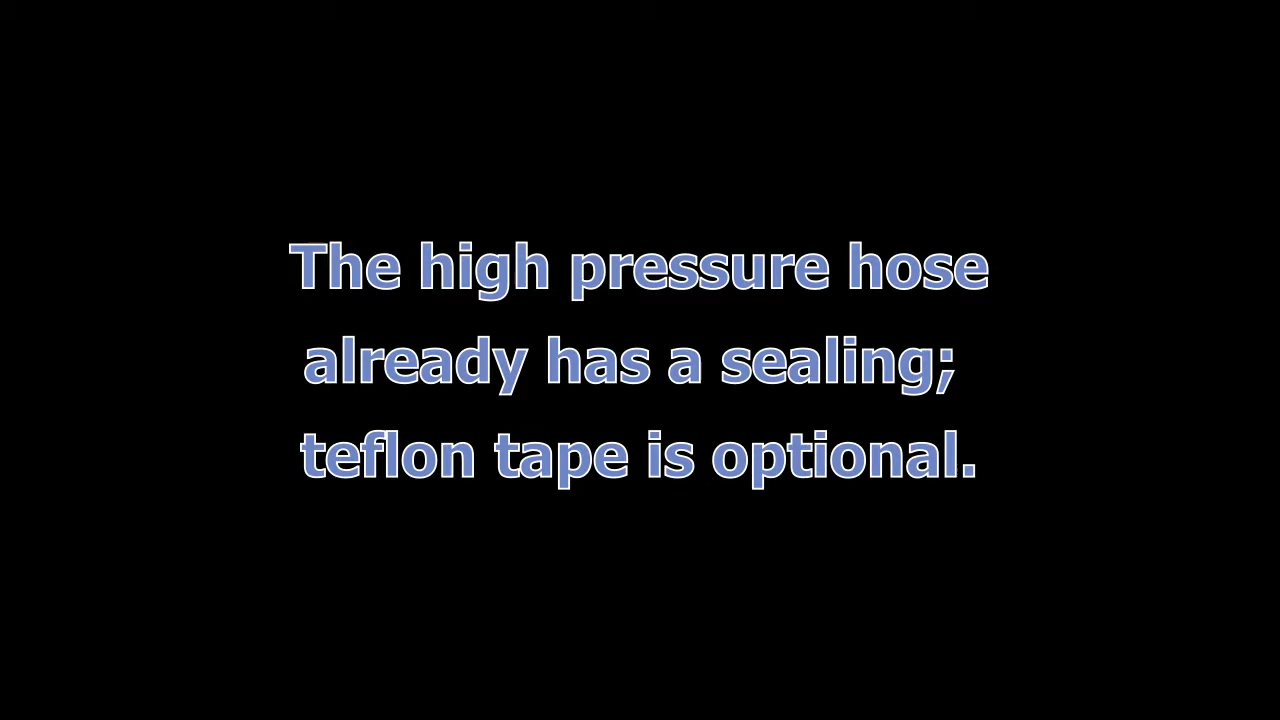 The high pressure hose
already has a sealing;
teflon tape is optional.